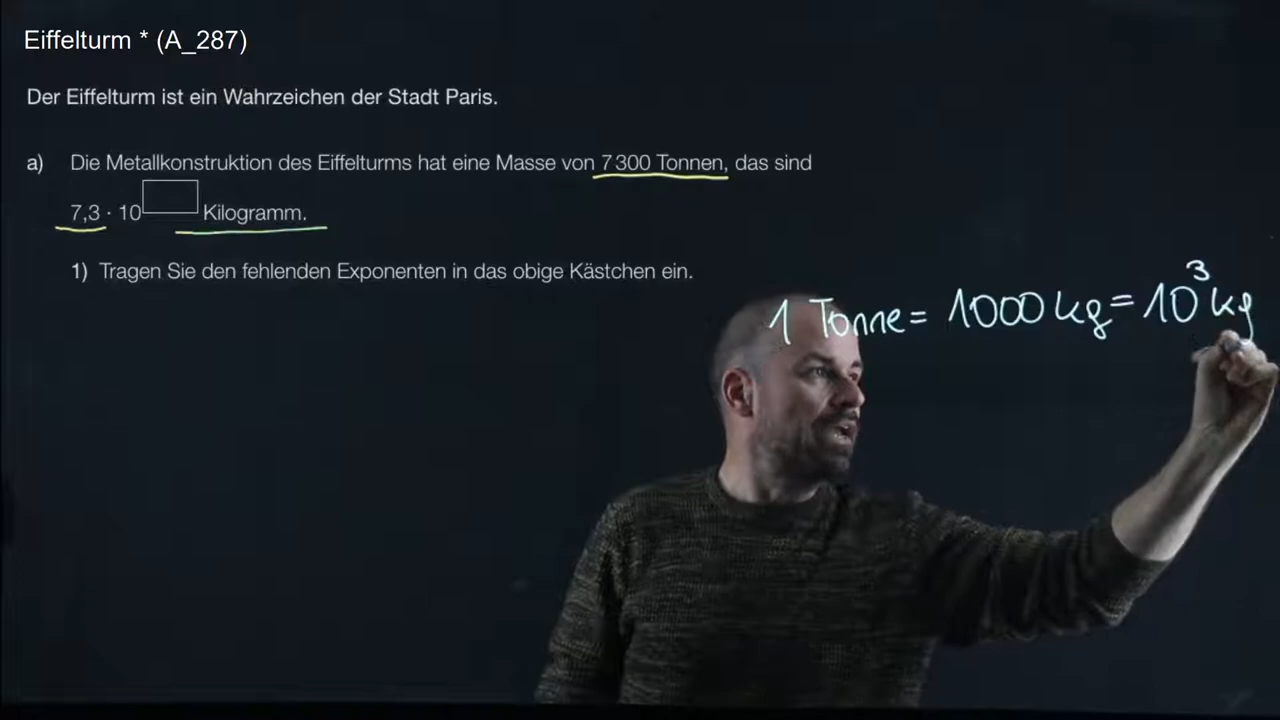 Eiffelturm * (A_287)
Der Eiffelturm ist ein Wahrzeichen der Stadt Paris.
a) Die Metallkonstruktion des Eiffelturms hat eine Masse von 7 300 Tonnen, das sind
7,3 · 10 Kilogramm.
1) Tragen Sie den fehlenden Exponenten in das obige Kästchen ein.
1 Tonne = 1000 kg = 10³ kg